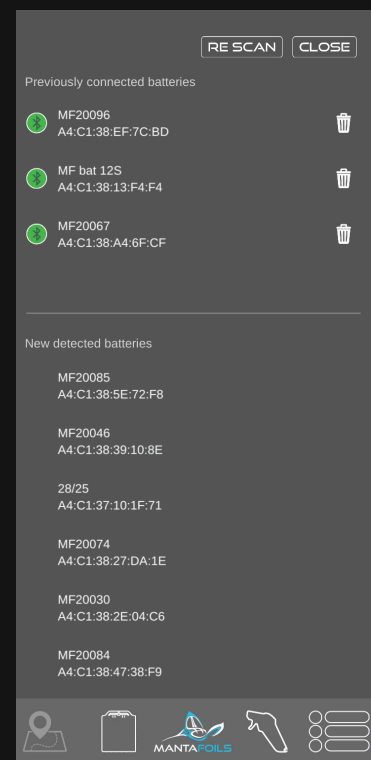 RE SCAN CLOSE
Previously connected batteries
MF20096
A4:C1:38:EF:7C:BD
MF bat 12S
A4:C1:38:13:F4:F4
MF20067
A4:C1:38:A4:6F:CF
New detected batteries
MF20085
A4:C1:38:5E:72:F8
MF20046
A4:C1:38:39:10:8E
28/25
A4:C1:37:10:1F:71
MF20074
A4:C1:38:27:DA:1E
MF20030
A4:C1:38:2E:04:C6
MF20084
A4:C1:38:47:38:F9
MANTAFOILS